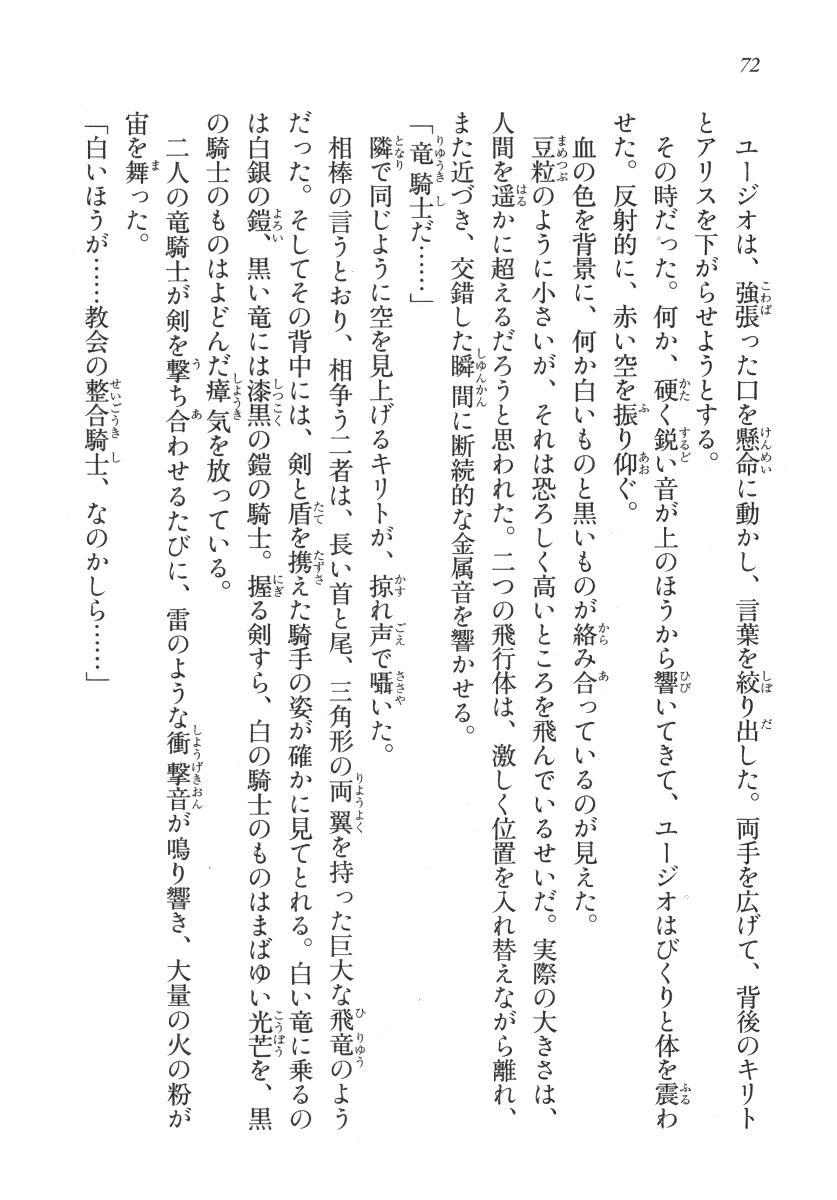 72
ユージオは、強張った口を懸命に動かし、言葉を絞り出した。両手を広げて、背後のキリト
とアリスを下がらせようとする。
その時だった。何か、硬く鋭い音が上のほうから響いてきて、ユージオはびくりと体を震わ
せた。反射的に、赤い空を振り仰ぐ。
血の色を背景に、何か白いものと黒いものが絡み合っているのが見えた。
豆粒のように小さいが、それは恐ろしく高いところを飛んでいるせいだ。実際の大きさは、
人間を遥かに超えるだろうと思われた。二つの飛行体は、激しく位置を入れ替えながら離れ、
また近づき、交錯した瞬間に断続的な金属音を響かせる。
「竜騎士だ……」
隣で同じように空を見上げるキリトが、掠れ声で囁いた。
相棒の言うとおり、相争う二者は、長い首と尾、三角形の両翼を持った巨大な飛竜のよう
だった。そしてその背中には、剣と盾を携えた騎手の姿が確かに見てとれる。白い竜に乗るの
は白銀の鎧、黒い竜には漆黒の鎧の騎士。握る剣すら、白の騎士のものはまばゆい光芒を、黒
の騎士のものはよどんだ瘴気を放っている。
二人の竜騎士が剣を撃ち合わせるたびに、雷のような衝撃音が鳴り響き、大量の火の粉が
宙を舞った。
「白いほうが……教会の整合騎士、なのかしら……」